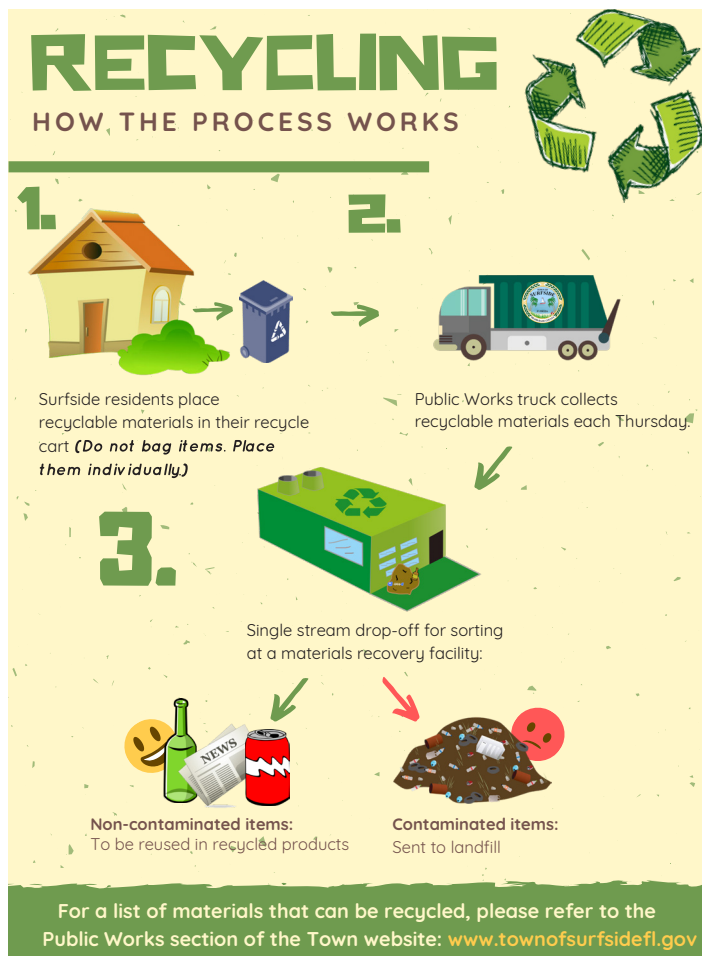 RECYCLING
HOW THE PROCESS WORKS
1.
2.
SURFSIDE
Surfside residents place
recyclable materials in their recycle
cart (Do not bag items. Place
them individually.)
Public Works truck collects
recyclable materials each Thursday.
3.
Single stream drop-off for sorting
at a materials recovery facility:
NEWS
Non-contaminated items:
To be reused in recycled products
Contaminated items:
Sent to landfill
For a list of materials that can be recycled, please refer to the
Public Works section of the Town website: www.townofsurfsidefl.gov